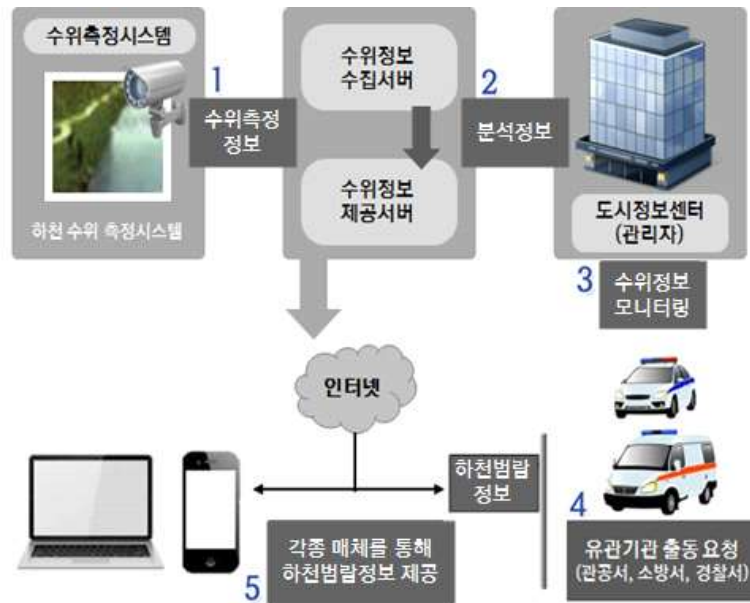 수위측정시스템
하천 수위 측정시스템
1
수위측정
정보
수위정보
수집서버
수위정보
제공서버
2
분석정보
도시정보센터
(관리자)
3
수위정보
모니터링
인터넷
하천범람
정보
4
유관기관 출동 요청
(관공서, 소방서, 경찰서)
5
각종 매체를 통해
하천범람정보 제공